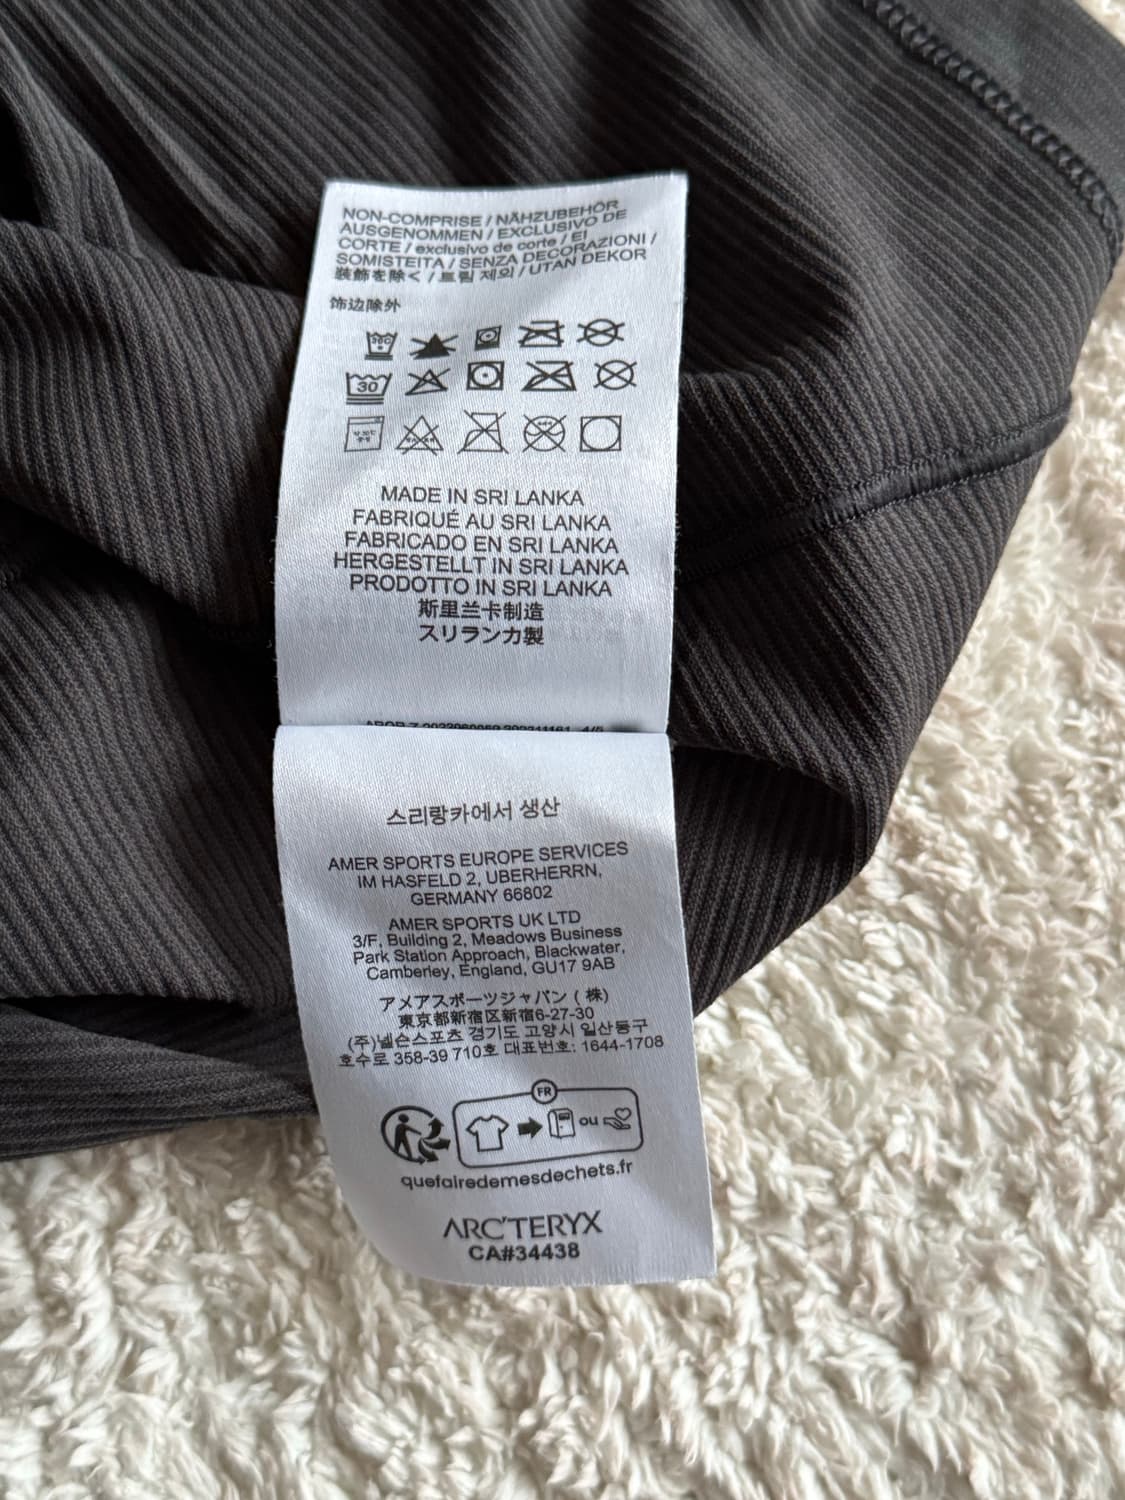 NON-COMPRISE / NÄHZUBEHÖR
AUSGENOMMEN / EXCLUSIVO DE
CORTE / exclusivo de corte / EI
SOMISTEITA / SENZA DECORAZIONI /
装飾を除く / 트림 제외 / UTAN DEKOR
饰边除外
30C
30
MADE IN SRI LANKA
FABRIQUÉ AU SRI LANKA
FABRICADO EN SRI LANKA
HERGESTELLT IN SRI LANKA
PRODOTTO IN SRI LANKA
斯里兰卡制造
スリランカ製
4/5
스리랑카에서 생산
AMER SPORTS EUROPE SERVICES
IM HASFELD 2, UBERHERRN,
GERMANY 66802
AMER SPORTS UK LTD
3/F, Building 2, Meadows Business
Park Station Approach, Blackwater,
Camberley, England, GU17 9AB
アメアスポーツジャパン (株)
東京都新宿区新宿6-27-30
(주)넬슨스포츠 경기도 고양시 일산동구
호수로 358-39 710호 대표번호: 1644-1708
FR
ou
quefairedemesdechets.fr
ARC'TERYX
CA#34438